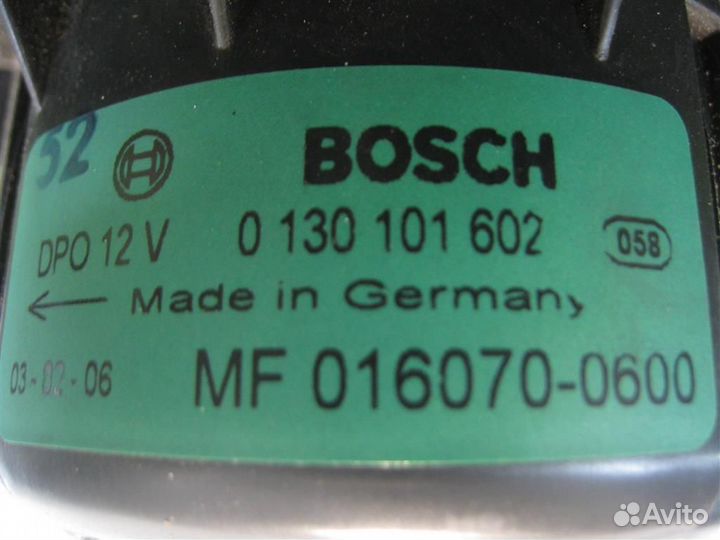 52
BOSCH
DPO 12 V 0 130 101 602 058
← Made in Germany
03-02-06 MF 016070-0600
Avito